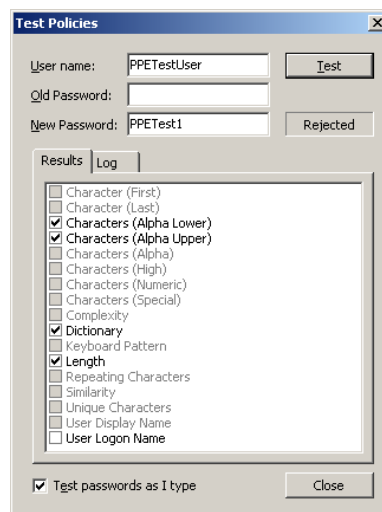 Test Policies
User name: PPETestUser Test
Old Password:
New Password: PPETest1 Rejected
Results Log
Character (First)
Character (Last)
Characters (Alpha Lower)
Characters (Alpha Upper)
Characters (Alpha)
Characters (High)
Characters (Numeric)
Characters (Special)
Complexity
Dictionary
Keyboard Pattern
Length
Repeating Characters
Similarity
Unique Characters
User Display Name
User Logon Name
Test passwords as I type Close